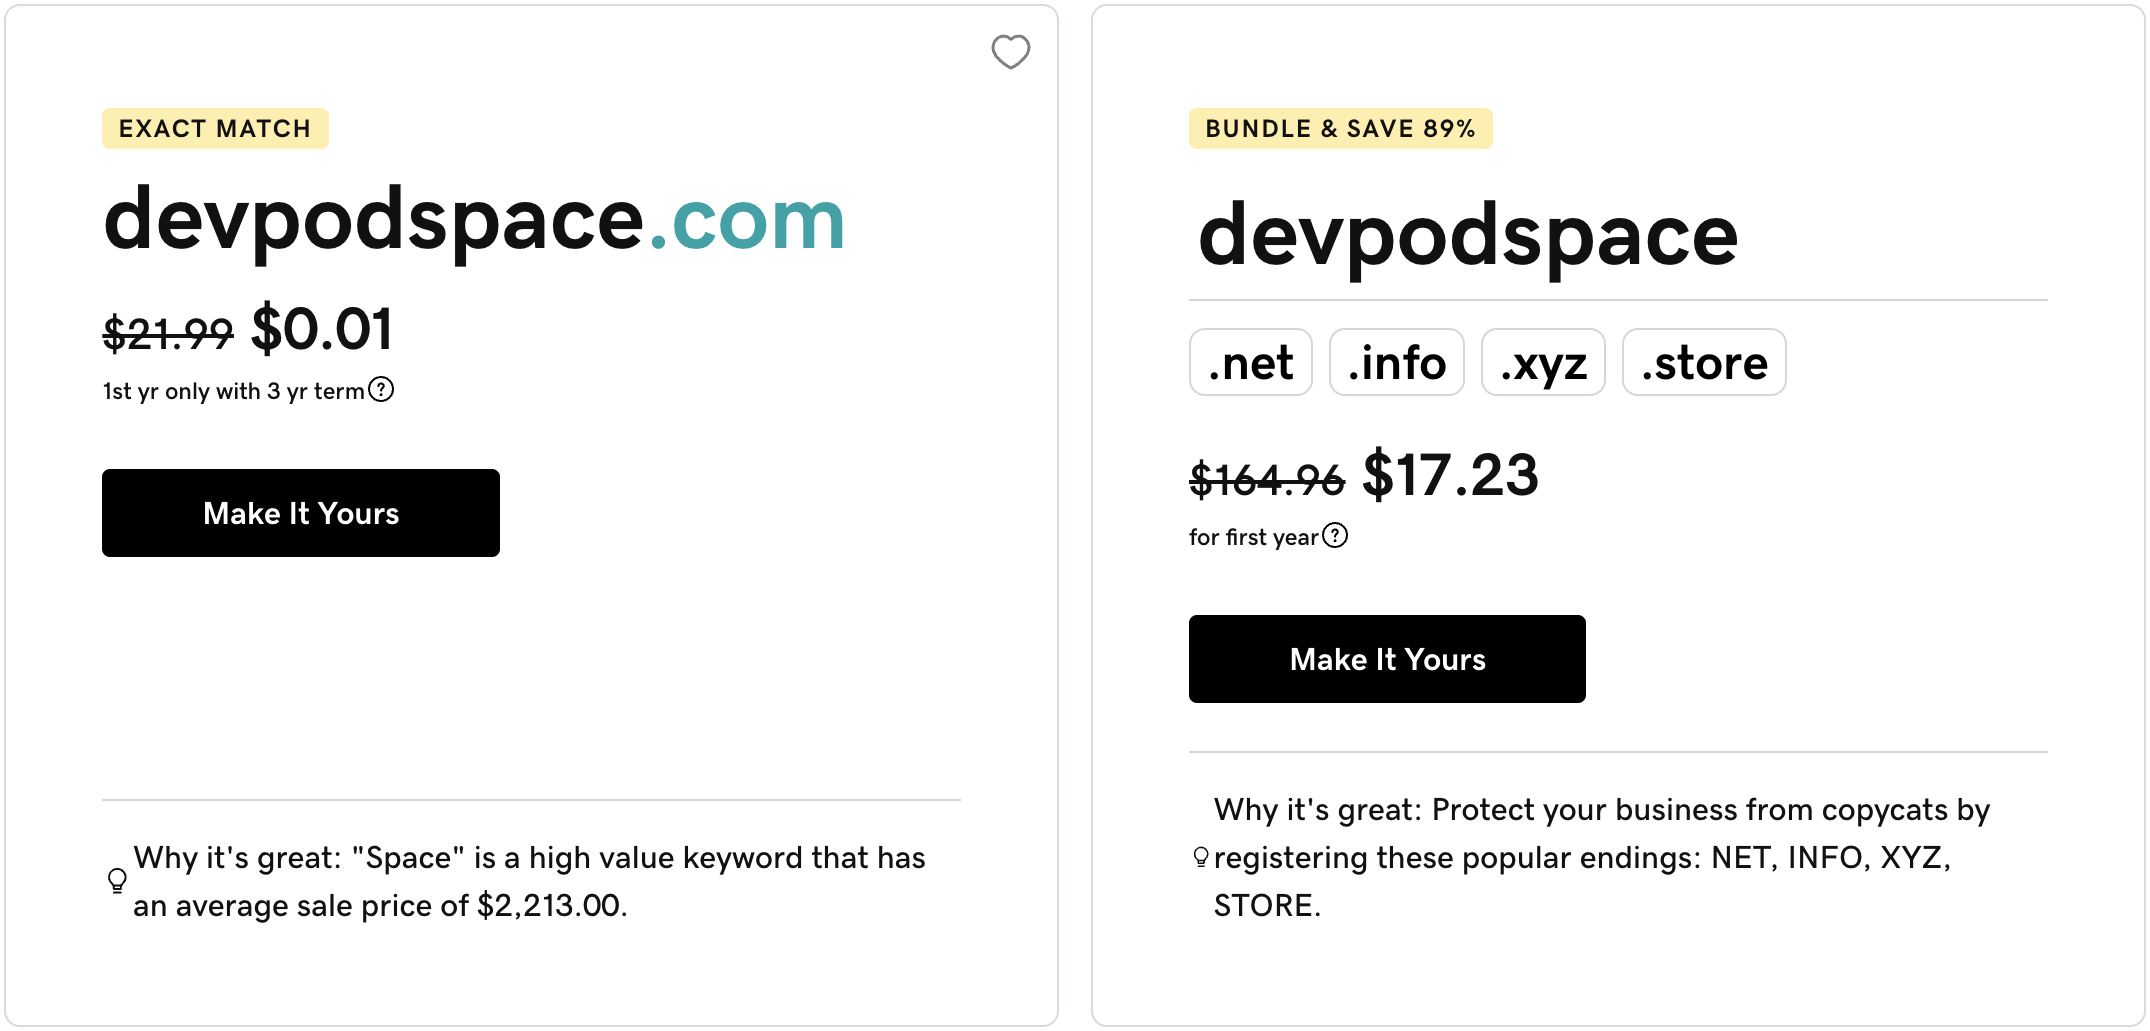 EXACT MATCH
devpodspace.com
$21.99 $0.01
1st yr only with 3 yr term?
Make It Yours
Why it's great: "Space" is a high value keyword that has
an average sale price of $2,213.00.
BUNDLE & SAVE 89%
devpodspace
.net .info .xyz .store
$164.96 $17.23
for first year?
Make It Yours
Why it's great: Protect your business from copycats by
registering these popular endings: NET, INFO, XYZ,
STORE.